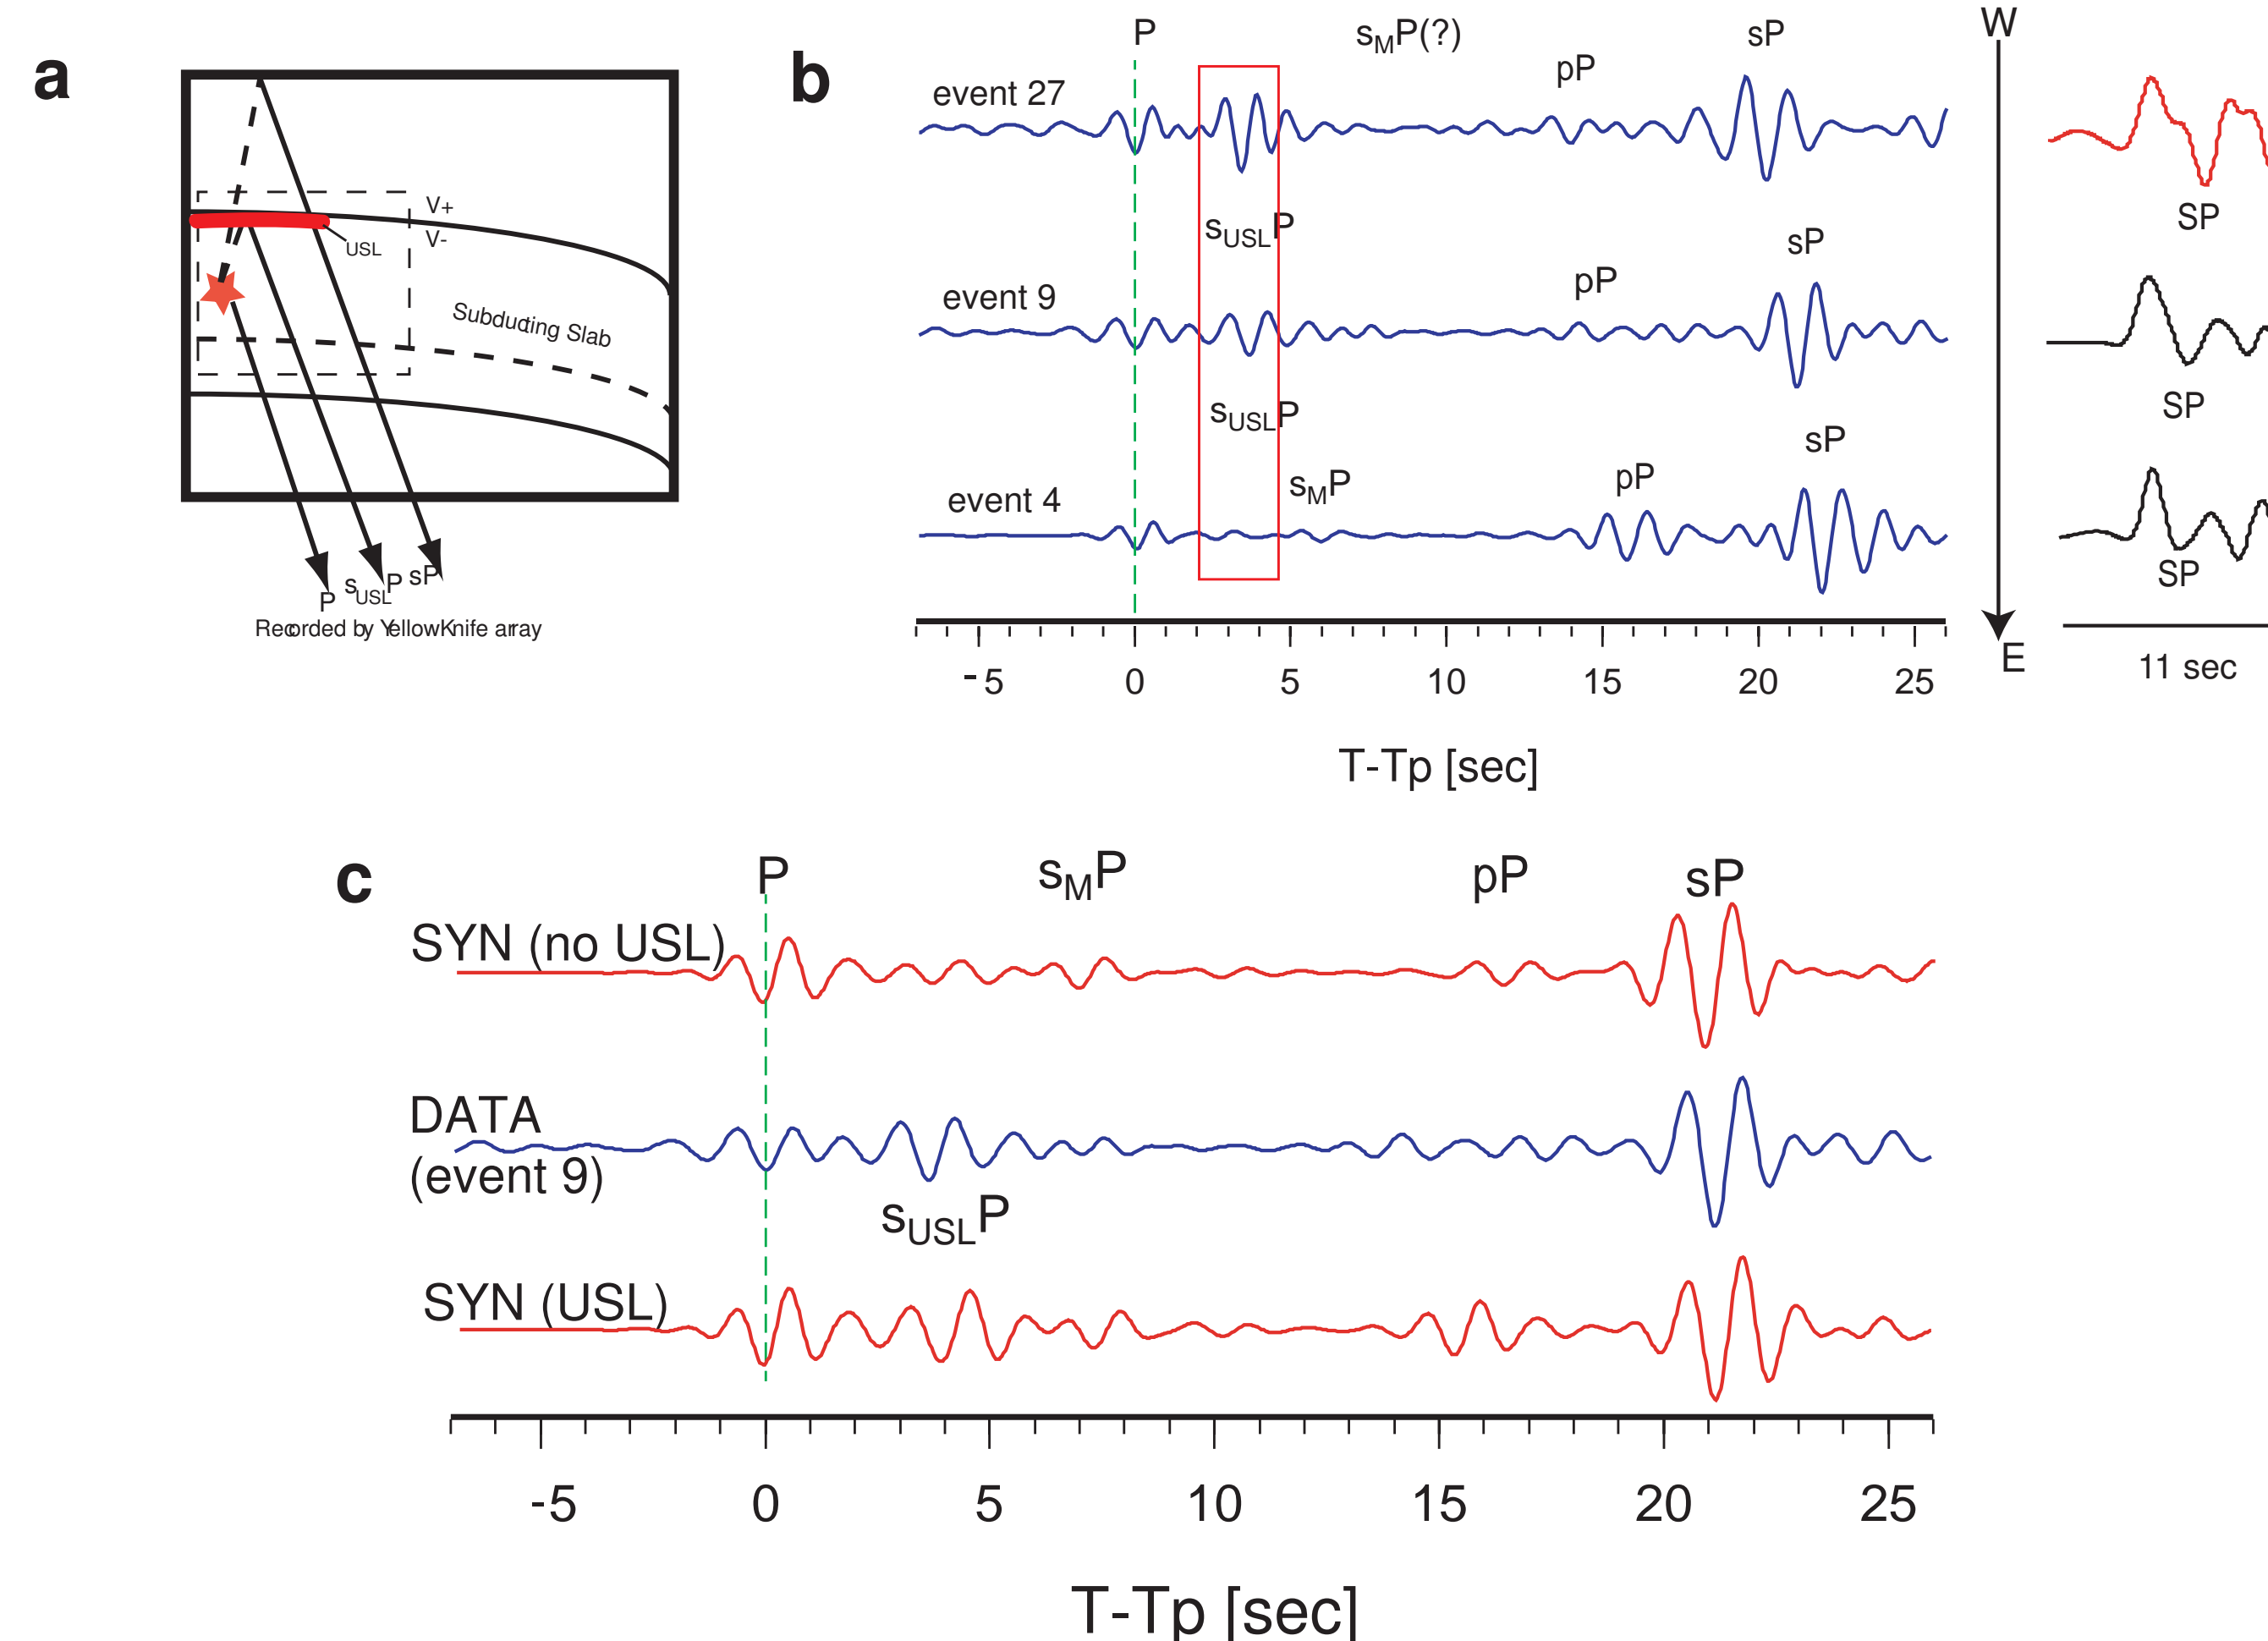 a
V+
V-
USL
Subducting Slab
P
sUSLP
sP
Recorded by YellowKnife array
b
P
sMP(?)
pP
sP
event 27
sUSLP
event 9
pP
sP
sUSLP
event 4
sMP
pP
sP
-5 0 5 10 15 20 25
T-Tp [sec]
W
E
SP
SP
SP
11 sec
c
P
sMP
pP
sP
SYN (no USL)
DATA
(event 9)
sUSLP
SYN (USL)
-5 0 5 10 15 20 25
T-Tp [sec]